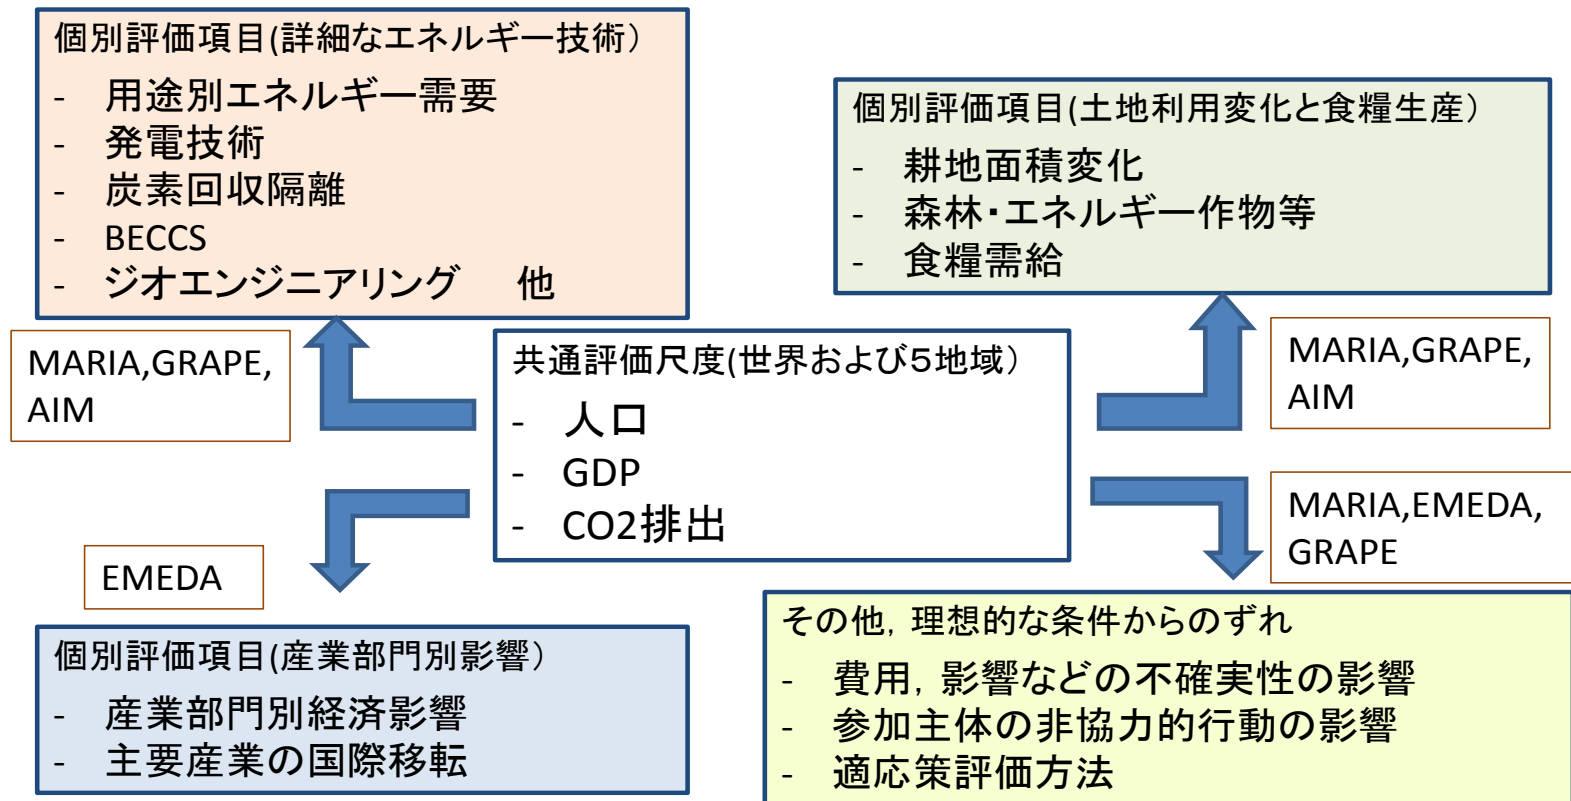 個別評価項目(詳細なエネルギー技術)
- 用途別エネルギー需要
- 発電技術
- 炭素回収隔離
- BECCS
- ジオエンジニアリング 他
個別評価項目(土地利用変化と食糧生産)
- 耕地面積変化
- 森林・エネルギー作物等
- 食糧需給
MARIA,GRAPE,
AIM
共通評価尺度(世界および5地域)
- 人口
- GDP
- CO2排出
MARIA,GRAPE,
AIM
EMEDA
MARIA,EMEDA,
GRAPE
個別評価項目(産業部門別影響)
- 産業部門別経済影響
- 主要産業の国際移転
その他，理想的な条件からのずれ
- 費用，影響などの不確実性の影響
- 参加主体の非協力的行動の影響
- 適応策評価方法